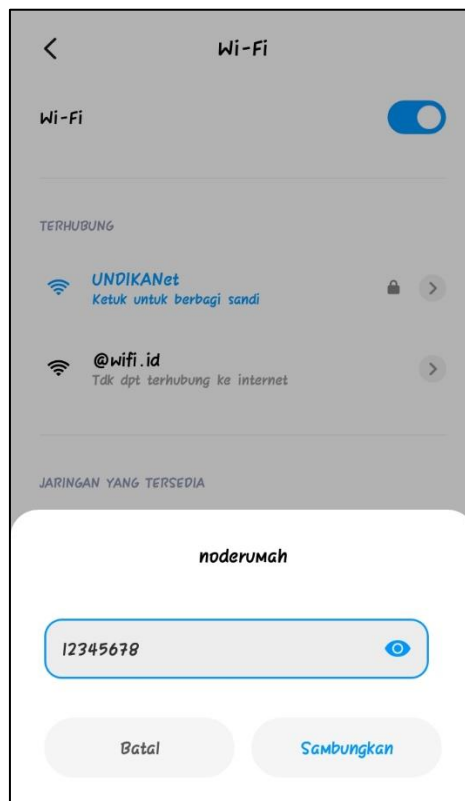 Wi-Fi
Wi-Fi
TERHUBUNG
UNDIKANet
Ketuk untuk berbagi sandi
@wifi.id
Tdk dpt terhubung ke internet
JARINGAN YANG TERSEDIA
noderumah
12345678
Batal
Sambungkan